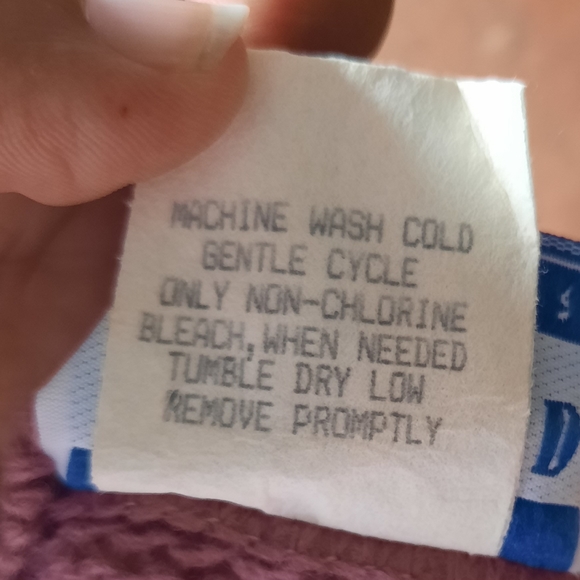 MACHINE WASH COLD
GENTLE CYCLE
ONLY NON-CHLORINE
BLEACH, WHEN NEEDED
TUMBLE DRY LOW
REMOVE PROMPTLY
D